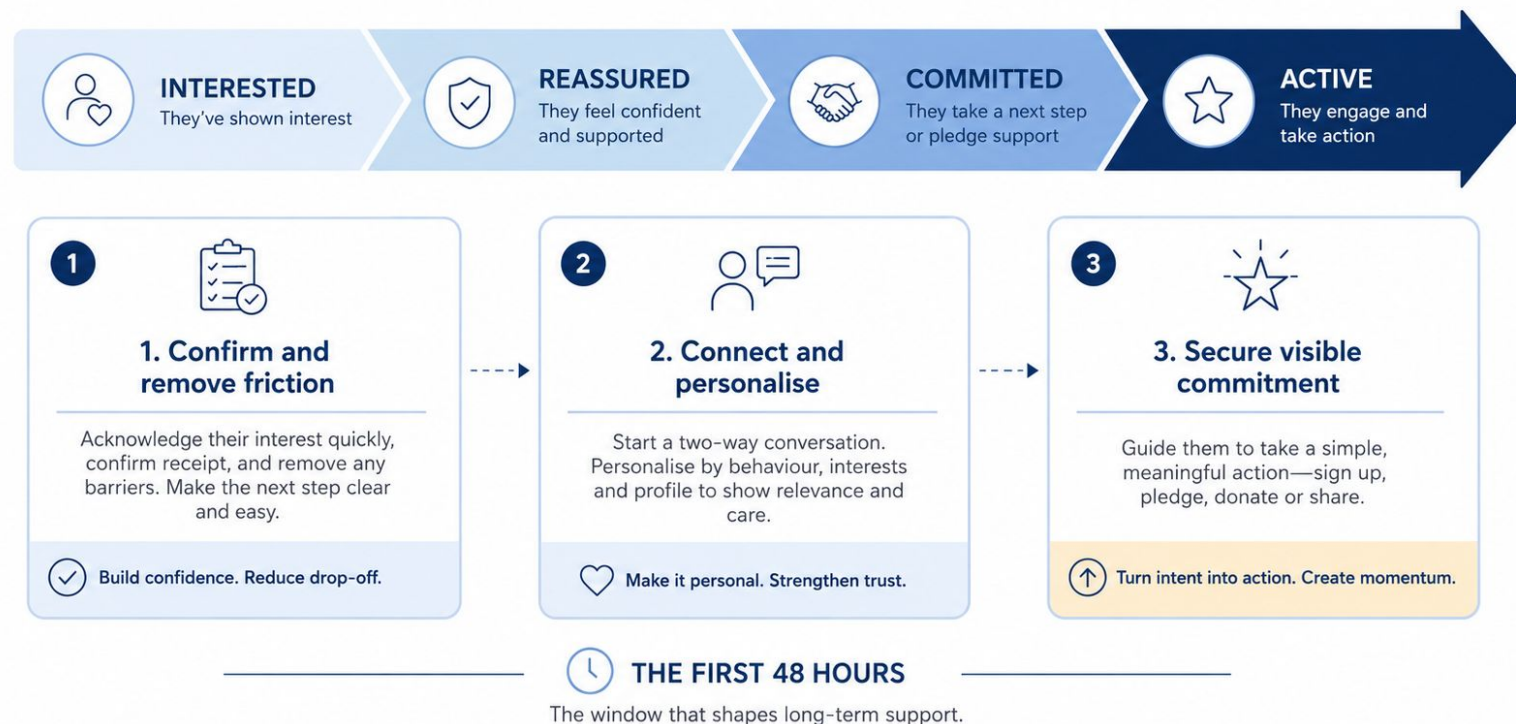 INTERESTED
They've shown interest
REASSURED
They feel confident
and supported
COMMITTED
They take a next step
or pledge support
ACTIVE
They engage and
take action
1
1. Confirm and
remove friction
Acknowledge their interest quickly,
confirm receipt, and remove any
barriers. Make the next step clear
and easy.
Build confidence. Reduce drop-off.
2
2. Connect and
personalise
Start a two-way conversation.
Personalise by behaviour, interests
and profile to show relevance and
care.
Make it personal. Strengthen trust.
3
3. Secure visible
commitment
Guide them to take a simple,
meaningful action—sign up,
pledge, donate or share.
Turn intent into action. Create momentum.
THE FIRST 48 HOURS
The window that shapes long-term support.